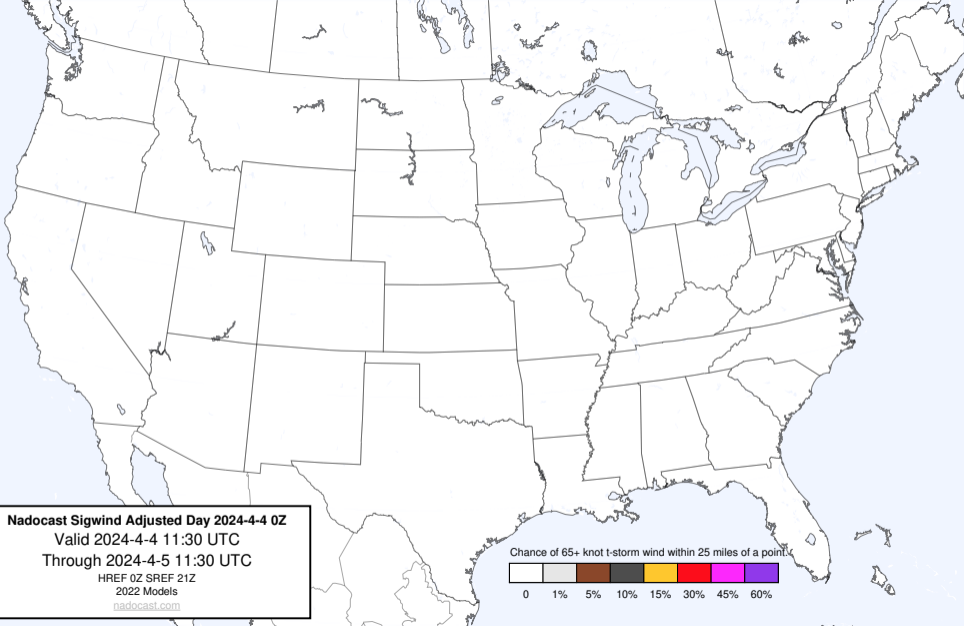 Nadocast Sigwind Adjusted Day 2024-4-4 0Z
Valid 2024-4-4 11:30 UTC
Through 2024-4-5 11:30 UTC
HREF 0Z SREF 21Z
2022 Models
nadocast.com
Chance of 65+ knot t-storm wind within 25 miles of a point.
0 1% 5% 10% 15% 30% 45% 60%